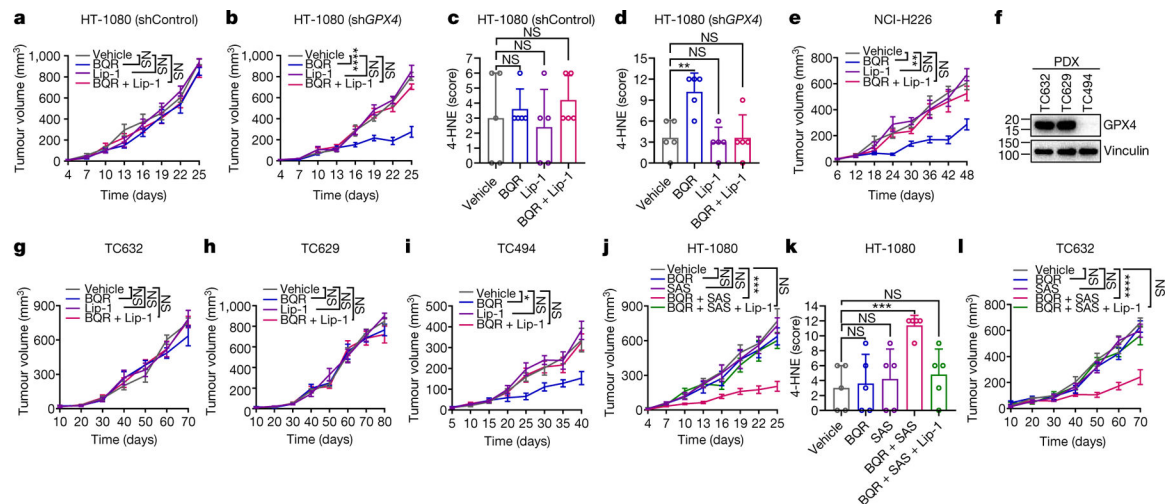 a HT-1080 (shControl)
Tumour volume (mm³)
1,000
800
600
400
200
0
Vehicle
BQR
Lip-1
BQR + Lip-1
NS
NS
NS
4 7 10 13 16 19 22 25
Time (days)
b HT-1080 (shGPX4)
Tumour volume (mm³)
1,000
800
600
400
200
0
Vehicle
BQR
Lip-1
BQR + Lip-1
****
NS
NS
4 7 10 13 16 19 22 25
Time (days)
c HT-1080 (shControl)
4-HNE (score)
7
6
5
4
3
2
1
0
NS
NS
NS
Vehicle
BQR
Lip-1
BQR + Lip-1
d HT-1080 (shGPX4)
4-HNE (score)
15
12
9
6
3
0
NS
NS
**
Vehicle
BQR
Lip-1
BQR + Lip-1
e NCI-H226
Tumour volume (mm³)
800
600
400
200
0
Vehicle
BQR
Lip-1
BQR + Lip-1
**
NS
NS
6 12 18 24 30 36 42 48
Time (days)
f
PDX
TC632
TC629
TC494
20
15
GPX4
150
100
Vinculin
g TC632
Tumour volume (mm³)
900
600
300
0
Vehicle
BQR
Lip-1
BQR + Lip-1
NS
NS
NS
10 20 30 40 50 60 70
Time (days)
h TC629
Tumour volume (mm³)
1,000
800
600
400
200
0
Vehicle
BQR
Lip-1
BQR + Lip-1
NS
NS
NS
10 20 30 40 50 60 70 80
Time (days)
i TC494
Tumour volume (mm³)
500
400
300
200
100
0
Vehicle
BQR
Lip-1
BQR + Lip-1
*
NS
NS
5 10 15 20 25 30 35 40
Time (days)
j HT-1080
Tumour volume (mm³)
900
600
300
0
Vehicle
BQR
SAS
BQR + SAS
BQR + SAS + Lip-1
NS
NS
****
NS
4 7 10 13 16 19 22 25
Time (days)
k HT-1080
4-HNE (score)
14
12
10
8
6
4
2
0
NS
***
NS
NS
Vehicle
BQR
SAS
BQR + SAS
BQR + SAS + Lip-1
l TC632
Tumour volume (mm³)
1,000
800
600
400
200
0
Vehicle
BQR
SAS
BQR + SAS
BQR + SAS + Lip-1
NS
NS
****
NS
10 20 30 40 50 60 70
Time (days)